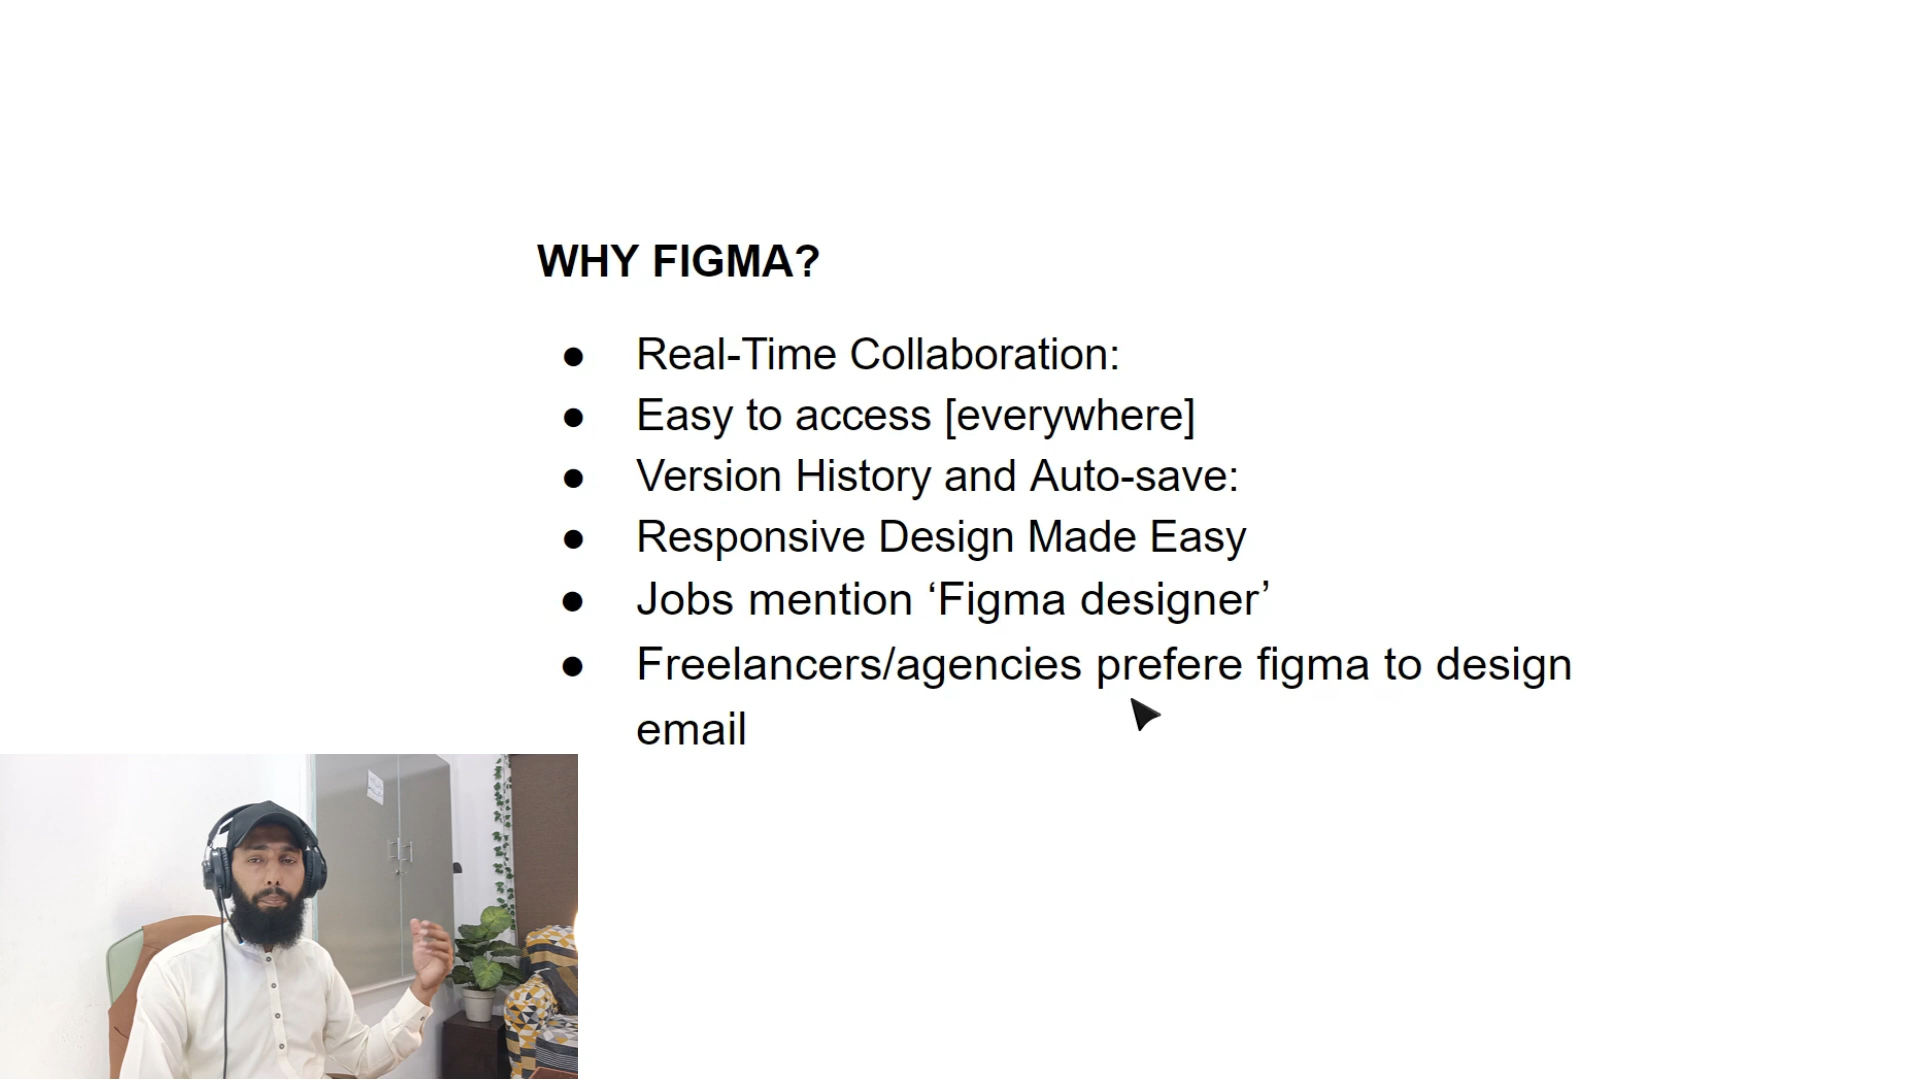 WHY FIGMA?
● Real-Time Collaboration:
● Easy to access [everywhere]
● Version History and Auto-save:
● Responsive Design Made Easy
● Jobs mention ‘Figma designer’
● Freelancers/agencies prefere figma to design
email